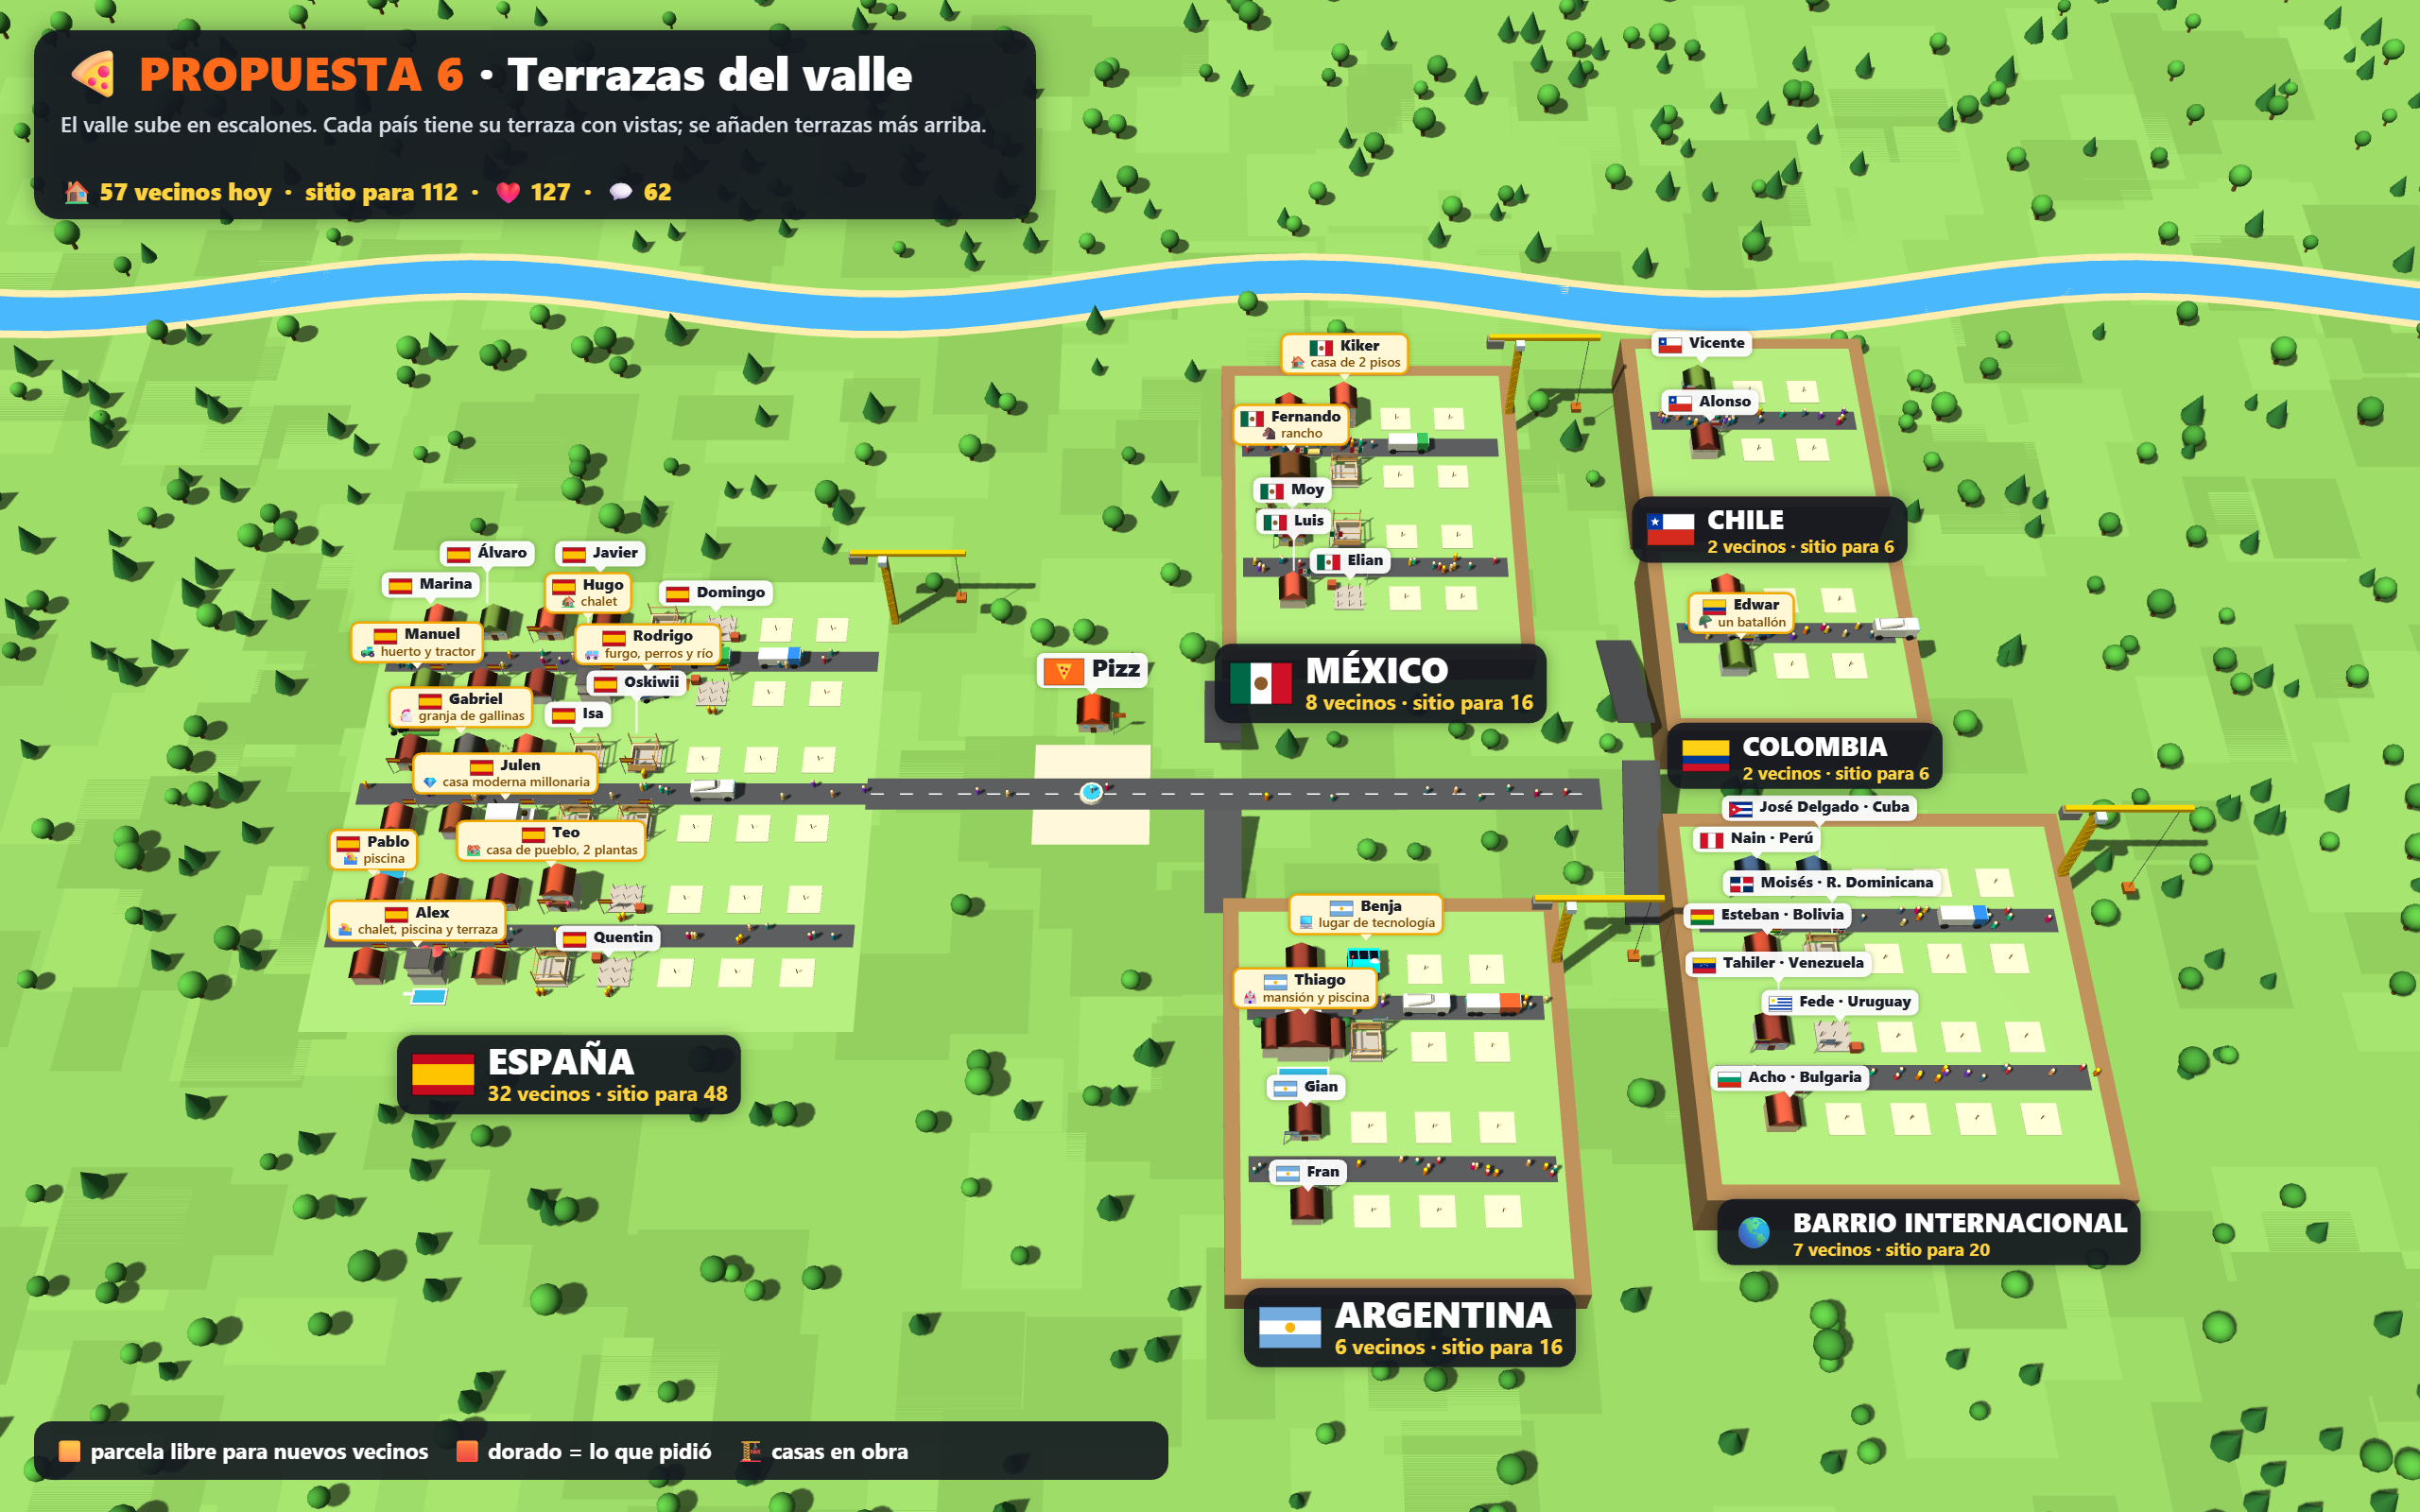 PROPUESTA 6 · Terrazas del valle
El valle sube en escalones. Cada país tiene su terraza con vistas; se añaden terrazas más arriba.
57 vecinos hoy · sitio para 112 · 127 · 62
Kiker
casa de 2 pisos
Fernando
rancho
Moy
Luis
Elian
MÉXICO
8 vecinos · sitio para 16
Vicente
Alonso
CHILE
2 vecinos · sitio para 6
Edwar
un batallón
COLOMBIA
2 vecinos · sitio para 6
Álvaro
Javier
Marina
Hugo
chalet
Domingo
Manuel
huerto y tractor
Rodrigo
furgo, perros y río
Oskiwii
Gabriel
granja de gallinas
Isa
Julen
casa moderna millonaria
Pablo
piscina
Teo
casa de pueblo, 2 plantas
Alex
chalet, piscina y terraza
Quentin
ESPAÑA
32 vecinos · sitio para 48
Pizz
José Delgado · Cuba
Nain · Perú
Moisés · R. Dominicana
Esteban · Bolivia
Tahiler · Venezuela
Fede · Uruguay
Acho · Bulgaria
BARRIO INTERNACIONAL
7 vecinos · sitio para 20
Benja
lugar de tecnología
Thiago
mansión y piscina
Gian
Fran
ARGENTINA
6 vecinos · sitio para 16
parcela libre para nuevos vecinos dorado = lo que pidió casas en obra